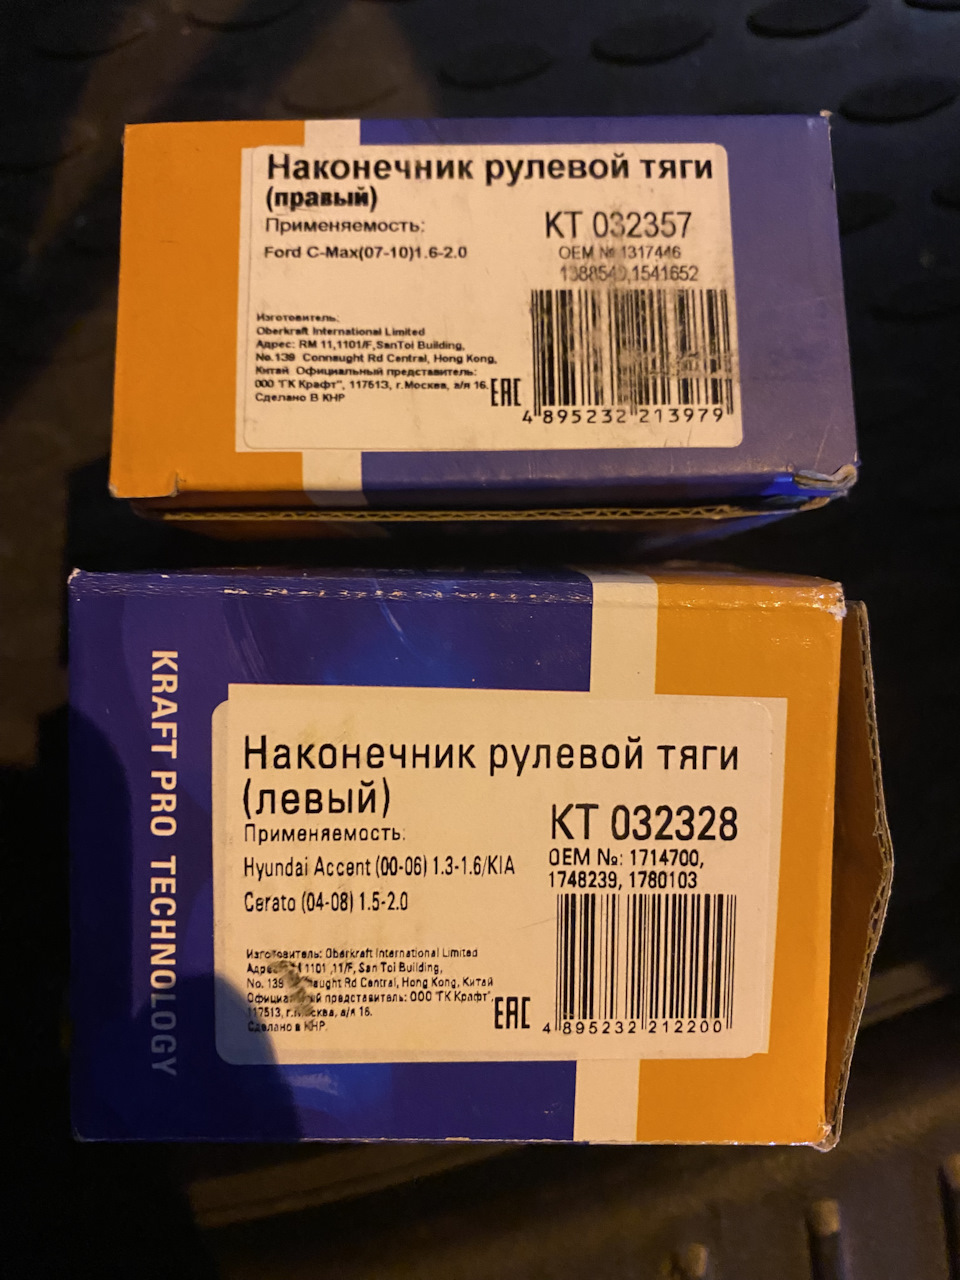 Наконечник рулевой тяги
(правый)
Применяемость:
Ford C-Max(07-10)1.6-2.0
KT 032357
OEM № 1317446
1388540,1541652
Изготовитель:
Oberkraft International Limited
Адрес: RM 11,1101/F,SanToi Building,
No.139 Connaught Rd Central, Hong Kong,
Китай Официальный представитель:
ООО "ГК Крафт", 117513, г.Москва, а/я 16.
Сделано В КНР
EAC
4 895232 213979
KRAFT PRO TECHNOLOGY
Наконечник рулевой тяги
(левый)
Применяемость:
Hyundai Accent (00-06) 1.3-1.6/KIA
Cerato (04-08) 1.5-2.0
KT 032328
OEM №: 1714700,
1748239, 1780103
Изготовитель: Oberkraft International Limited
1101 ,11/F, San Toi Building,
No. 139 Rd Central, Hong Kong, Китай
представитель: ООО "ГК Крафт",
117513, г.Москва, а/я 16.
Сделано в КНР.
EAC
4 895232 212200